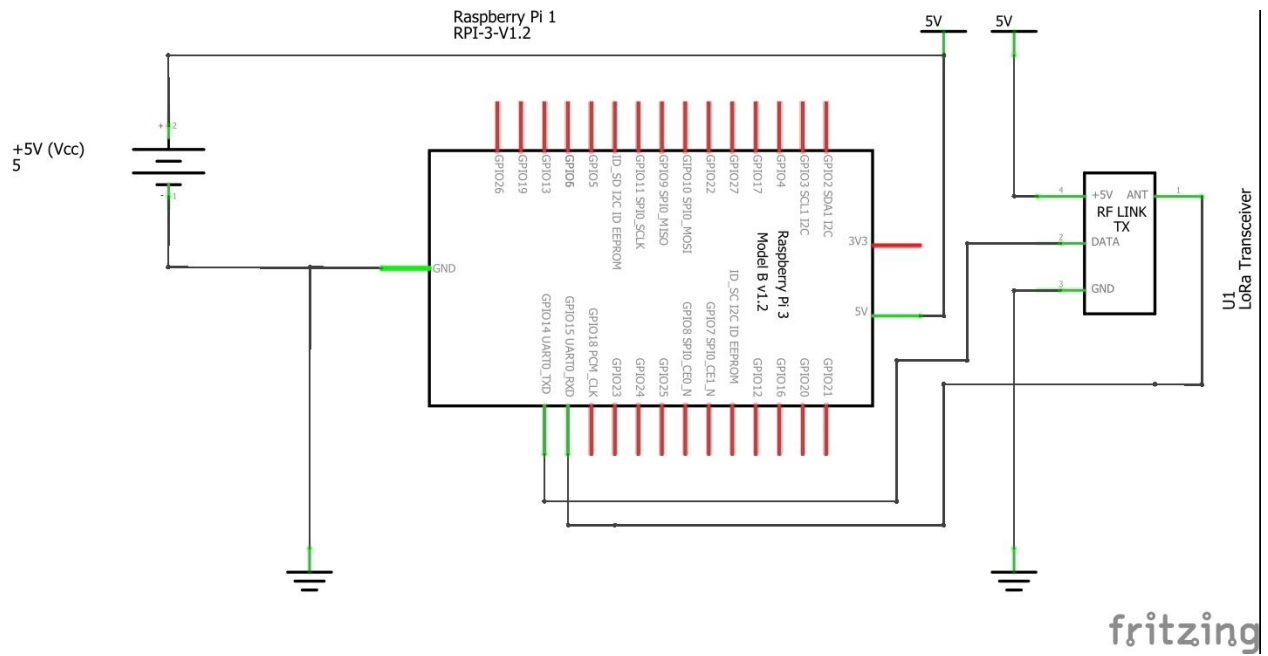 Raspberry Pi 1
RPI-3-V1.2
5V
5V
+5V (Vcc)
5
+ 2
- 1
GPIO26
GPIO19
GPIO13
GPIO6
GPIO5
ID_SD I2C ID EEPROM
GPIO11 SPI0_SCLK
GPIO09 SPI0_MISO
GIPO10 SPI0_MOSI
GPIO22
GPIO27
GPIO17
GPIO4
GPIO3 SCL1 I2C
GPIO2 SDA1 I2C
Raspberry Pi 3
Model B v1.2
3V3
5V
GND
GPIO14 UART0_TXD
GPIO15 UART0_RXD
GPIO18 PCM_CLK
GPIO23
GPIO24
GPIO25
GPIO8 SPI0_CE0_N
GPIO7 SPI0_CE1_N
ID_SC I2C ID EEPROM
GPIO12
GPIO16
GPIO20
GPIO21
4 +5V ANT 1
RF LINK
TX
2 DATA
3 GND
U1
LoRa Transceiver
fritzing